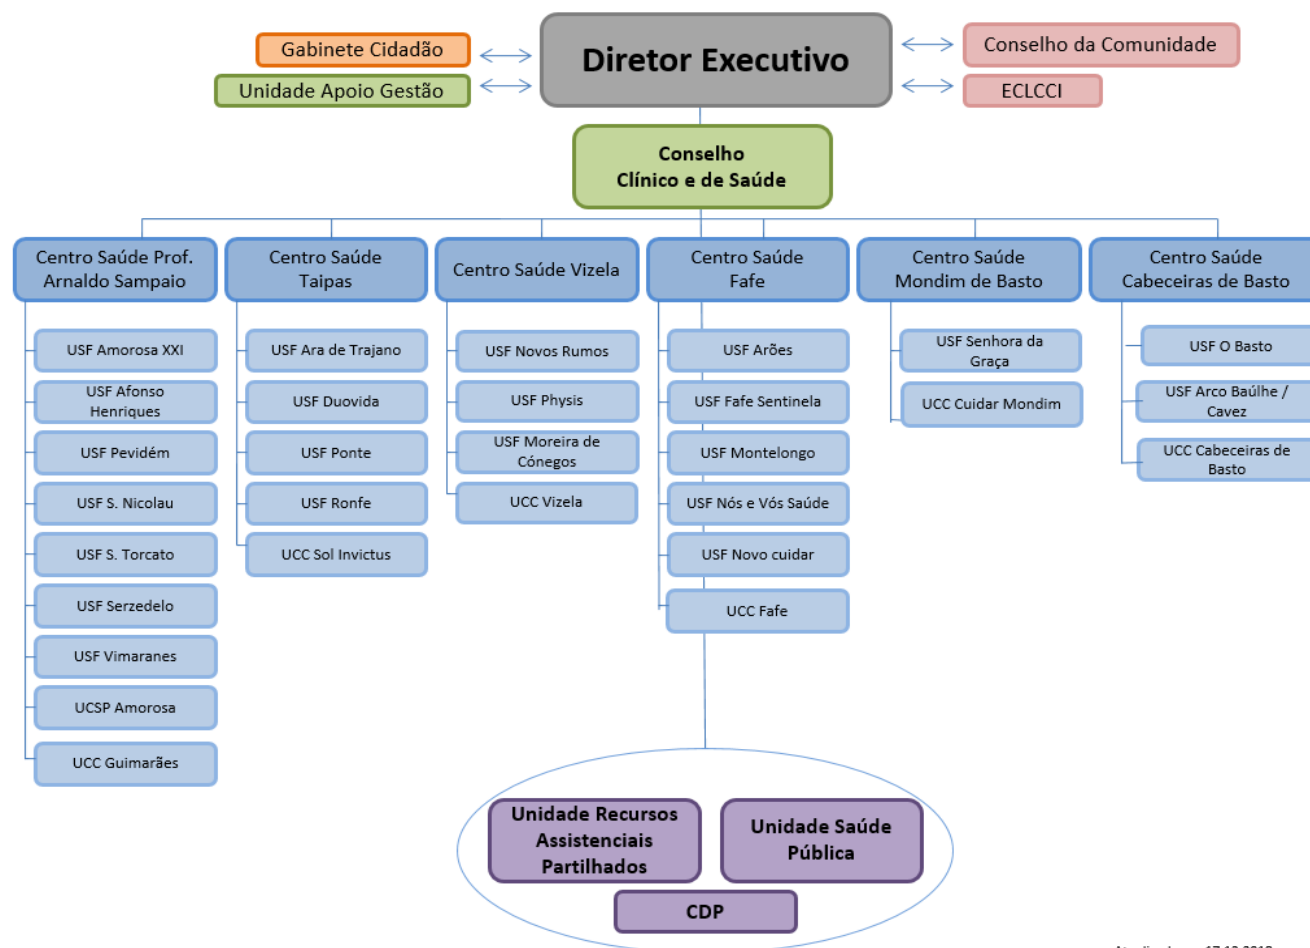 Gabinete Cidadão
Unidade Apoio Gestão
Diretor Executivo
Conselho da Comunidade
ECLCCI
Conselho
Clínico e de Saúde
Centro Saúde Prof.
Arnaldo Sampaio
USF Amorosa XXI
USF Afonso
Henriques
USF Pevidém
USF S. Nicolau
USF S. Torcato
USF Serzedelo
USF Vimaranes
UCSP Amorosa
UCC Guimarães
Centro Saúde
Taipas
USF Ara de Trajano
USF Duovida
USF Ponte
USF Ronfe
UCC Sol Invictus
Centro Saúde Vizela
USF Novos Rumos
USF Physis
USF Moreira de
Cónegos
UCC Vizela
Centro Saúde
Fafe
USF Arões
USF Fafe Sentinela
USF Montelongo
USF Nós e Vós Saúde
USF Novo cuidar
UCC Fafe
Centro Saúde
Mondim de Basto
USF Senhora da
Graça
UCC Cuidar Mondim
Centro Saúde
Cabeceiras de Basto
USF O Basto
USF Arco Baúlhe /
Cavez
UCC Cabeceiras de
Basto
Unidade Recursos
Assistenciais
Partilhados
Unidade Saúde
Pública
CDP